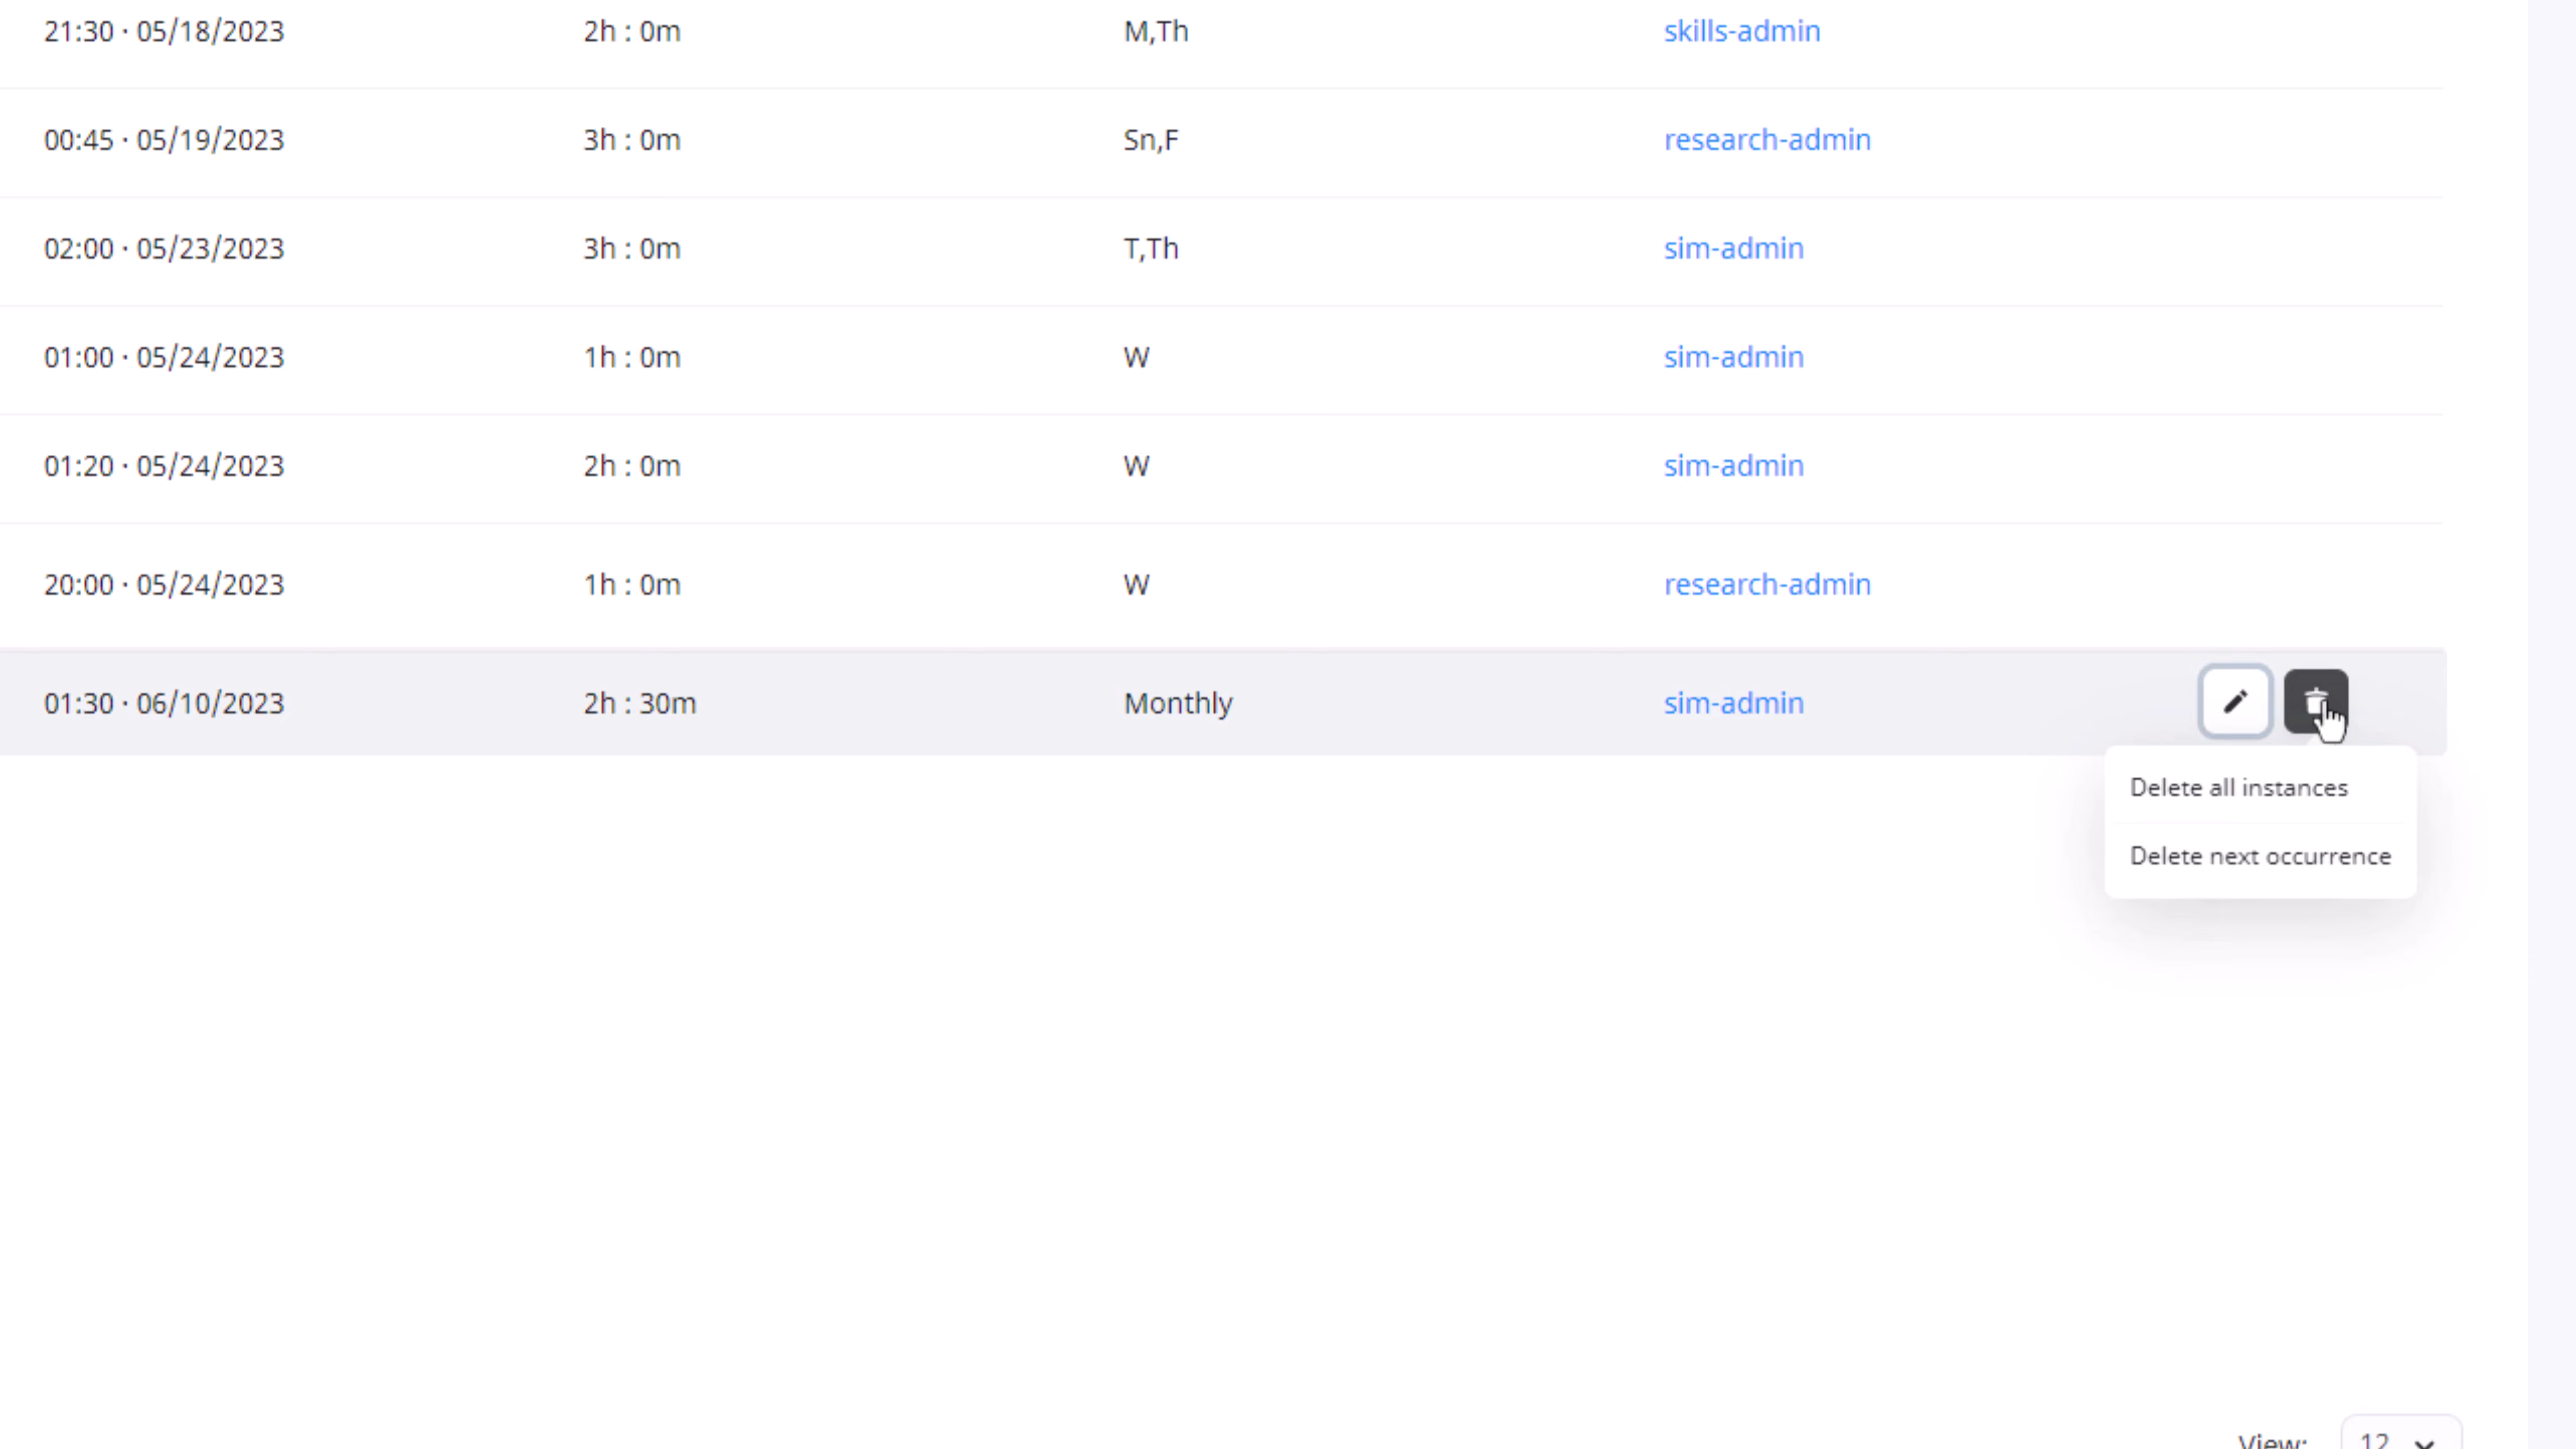 21:30 · 05/18/2023 2h : 0m M,Th skills-admin
00:45 · 05/19/2023 3h : 0m Sn,F research-admin
02:00 · 05/23/2023 3h : 0m T,Th sim-admin
01:00 · 05/24/2023 1h : 0m W sim-admin
01:20 · 05/24/2023 2h : 0m W sim-admin
20:00 · 05/24/2023 1h : 0m W research-admin
01:30 · 06/10/2023 2h : 30m Monthly sim-admin
Delete all instances
Delete next occurrence
View: 12